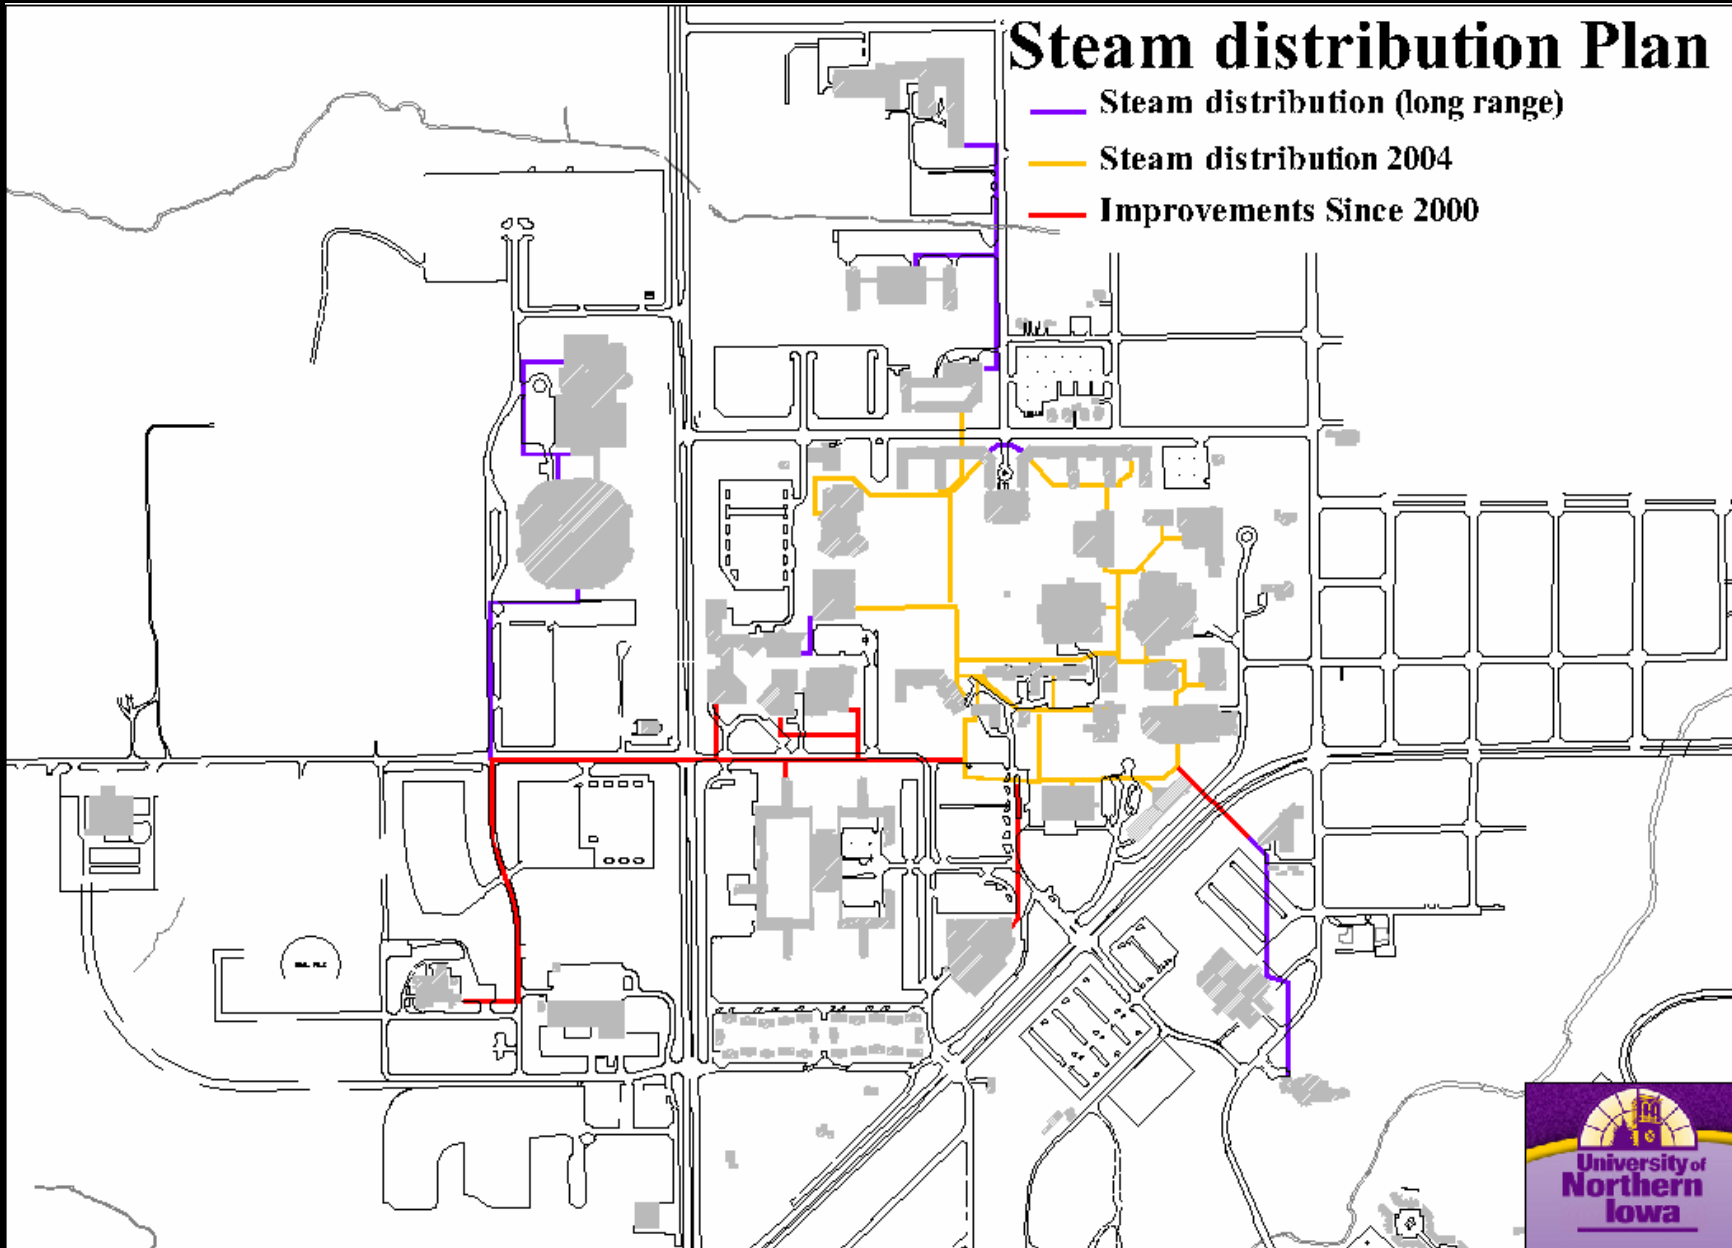 Steam distribution Plan
Steam distribution (long range)
Steam distribution 2004
Improvements Since 2000
University of
Northern
Iowa